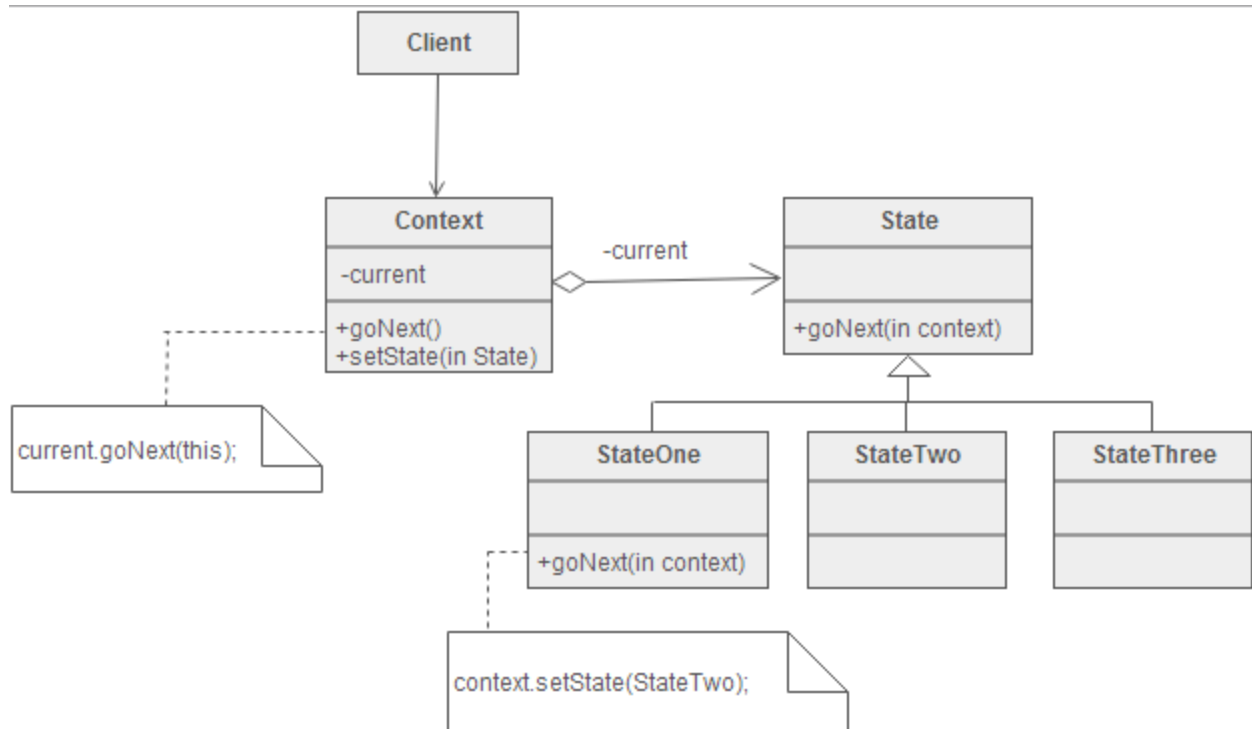 Client
Context
-current
+goNext()
+setState(in State)
-current
State
+goNext(in context)
current.goNext(this);
StateOne
+goNext(in context)
StateTwo
StateThree
context.setState(StateTwo);